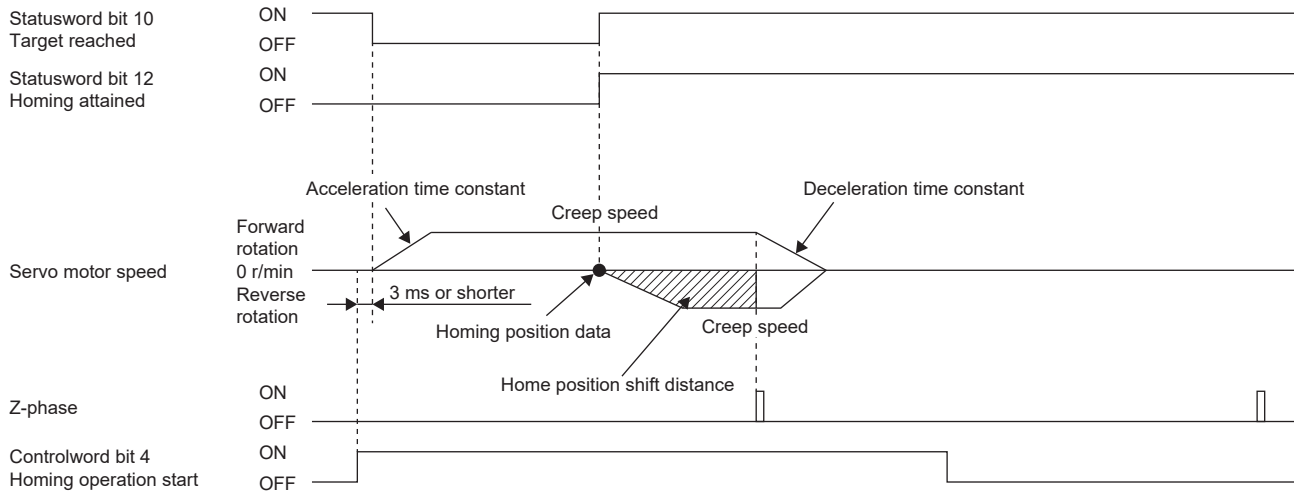 Statusword bit 10
Target reached
ON
OFF
Statusword bit 12
Homing attained
ON
OFF
Acceleration time constant
Deceleration time constant
Creep speed
Forward
rotation
Servo motor speed
0 r/min
Reverse
rotation
3 ms or shorter
Homing position data
Creep speed
Home position shift distance
Z-phase
ON
OFF
Controlword bit 4
Homing operation start
ON
OFF